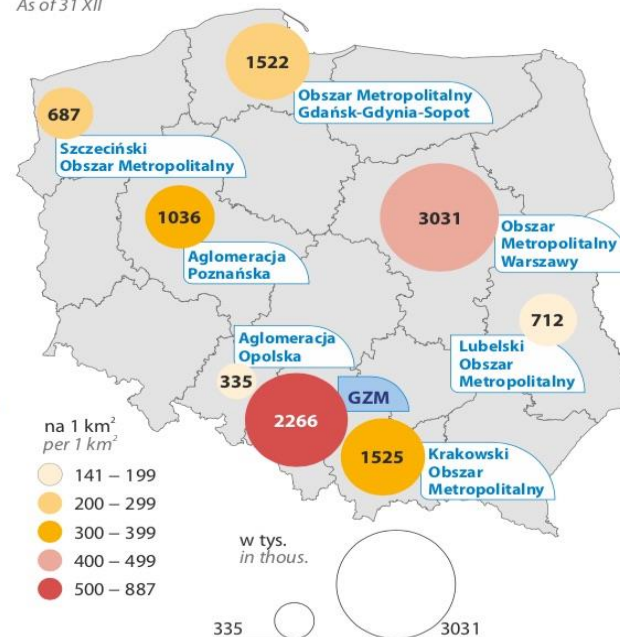 As of 31 XII
1522
Obszar Metropolitalny
Gdańsk-Gdynia-Sopot
687
Szczeciński
Obszar Metropolitalny
1036
Aglomeracja
Poznańska
3031
Obszar
Metropolitalny
Warszawy
712
Lubelski
Obszar
Metropolitalny
Aglomeracja
Opolska
335
GZM
2266
1525
Krakowski
Obszar
Metropolitalny
na 1 km²
per 1 km²
141 – 199
200 – 299
300 – 399
400 – 499
500 – 887
w tys.
in thous.
335
3031